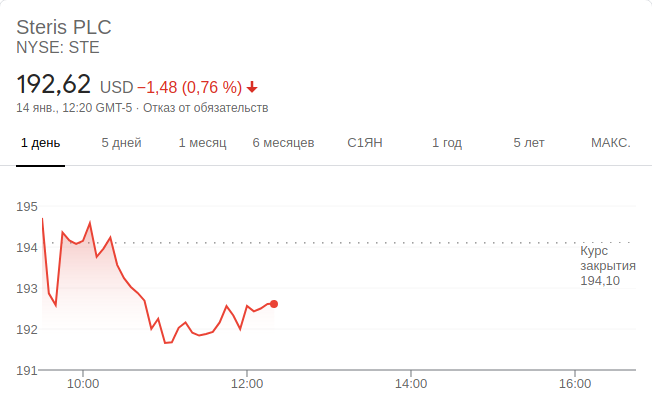 Steris PLC
NYSE: STE
192,62 USD −1,48 (0,76 %)
14 янв., 12:20 GMT-5 · Отказ от обязательств
1 день 5 дней 1 месяц 6 месяцев С1ЯН 1 год 5 лет МАКС.
195
194
Курс
закрытия
194,10
193
192
191
10:00 12:00 14:00 16:00